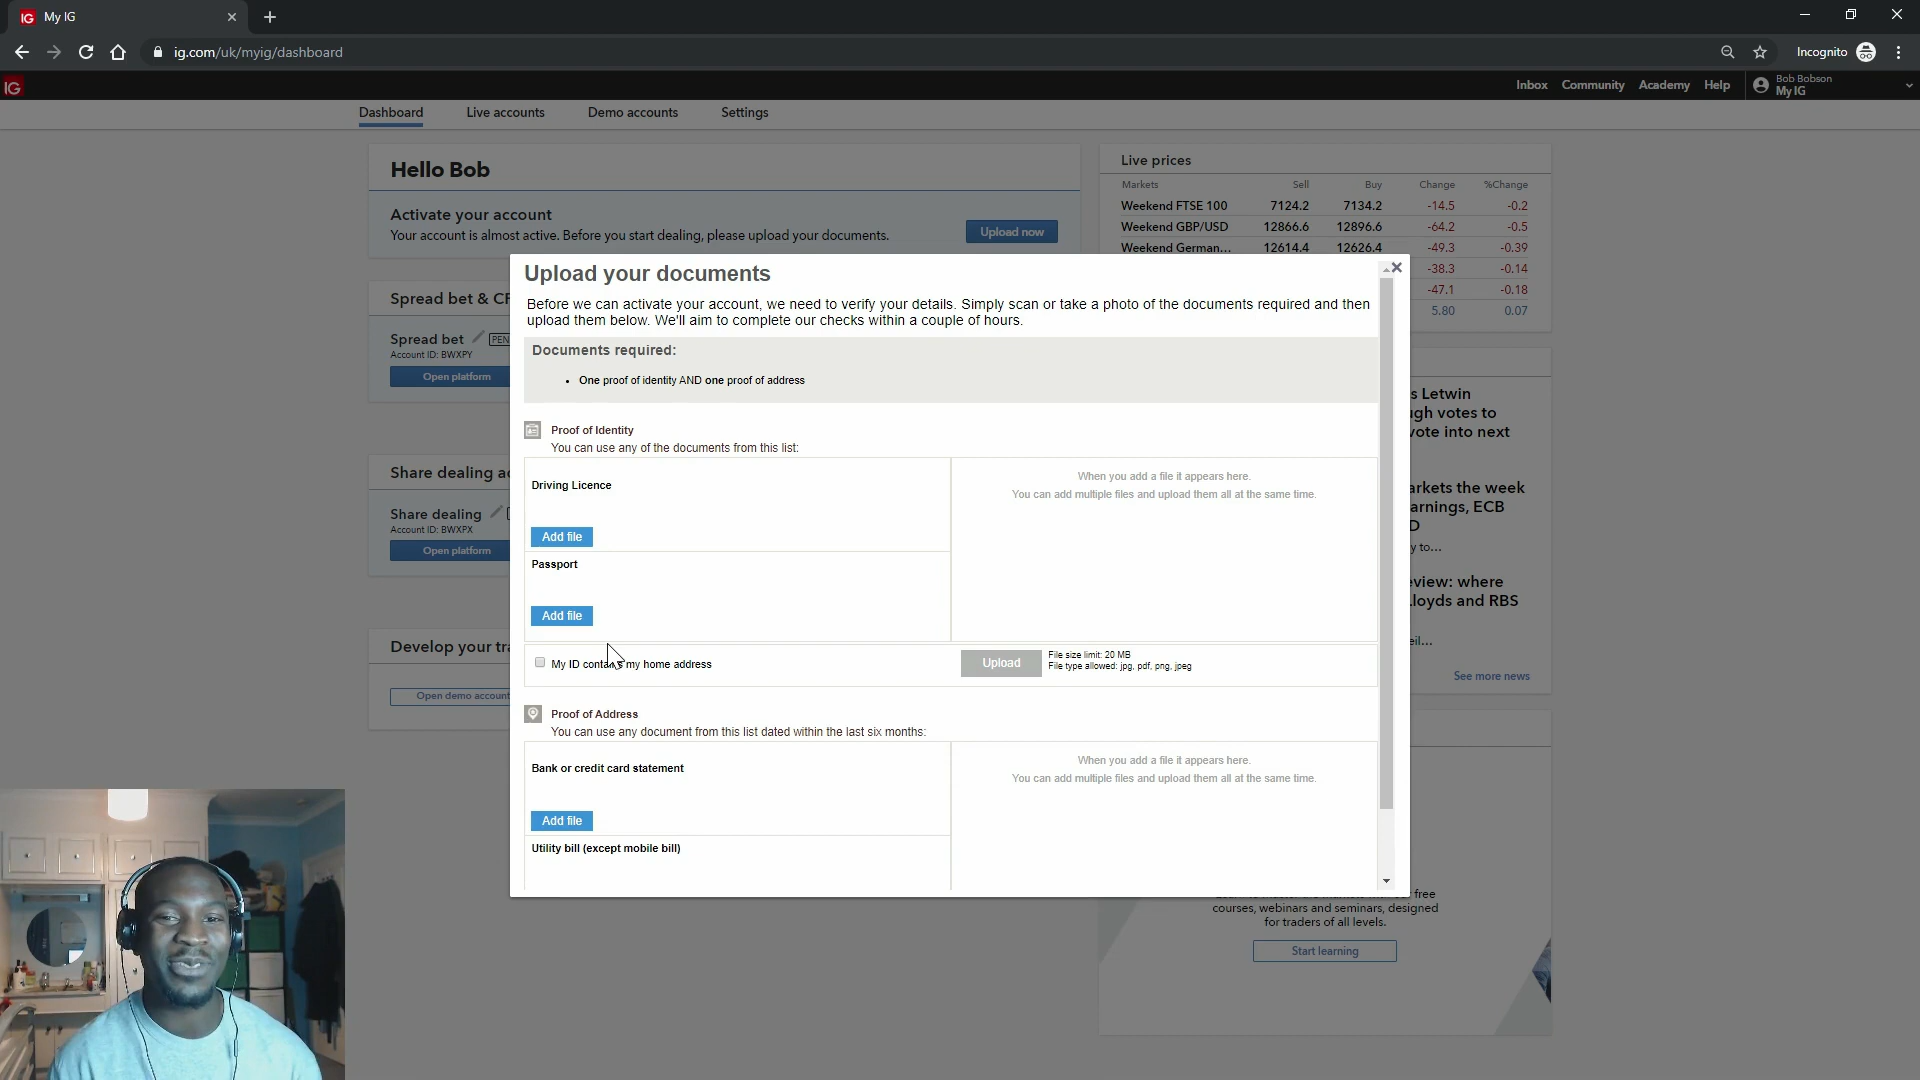 IG My IG
ig.com/uk/myig/dashboard
Incognito
IG
Inbox Community Academy Help
Bob Bobson
My IG
Dashboard Live accounts Demo accounts Settings
Hello Bob
Activate your account
Your account is almost active. Before you start dealing, please upload your documents.
Upload now
Spread bet & CF
Spread bet PEN
Account ID: BWXPY
Open platform
Share dealing ac
Share dealing
Account ID: BWXPX
Open platform
Develop your tra
Open demo account
Upload your documents
Before we can activate your account, we need to verify your details. Simply scan or take a photo of the documents required and then
upload them below. We'll aim to complete our checks within a couple of hours.
Documents required:
• One proof of identity AND one proof of address
Proof of Identity
You can use any of the documents from this list:
Driving Licence
Add file
Passport
Add file
When you add a file it appears here.
You can add multiple files and upload them all at the same time.
My ID contains my home address
Upload
File size limit: 20 MB
File type allowed: jpg, pdf, png, jpeg
Proof of Address
You can use any document from this list dated within the last six months:
Bank or credit card statement
Add file
Utility bill (except mobile bill)
When you add a file it appears here.
You can add multiple files and upload them all at the same time.
Live prices
Markets Sell Buy Change %Change
Weekend FTSE 100 7124.2 7134.2 -14.5 -0.2
Weekend GBP/USD 12866.6 12896.6 -64.2 -0.5
Weekend German... 12614.4 12626.4 -49.3 -0.39
-38.3 -0.14
-47.1 -0.18
5.80 0.07
s Letwin
ugh votes to
vote into next
arkets the week
arnings, ECB
D
y to...
eview: where
Lloyds and RBS
eil...
See more news
free
courses, webinars and seminars, designed
for traders of all levels.
Start learning